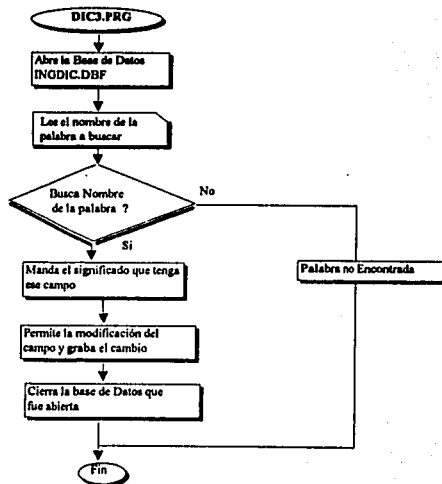 DIC3.PRG
Abre la Base de Datos
INGDIC.DBF
Lee el nombre de la
palabra a buscar
Busca Nombre
de la palabra ?
No
Si
Manda el significado que tenga
ese campo
Palabra no Encontrada
Permite la modificación del
campo y graba el cambio
Cierra la base de Datos que
fue abierta
Fin